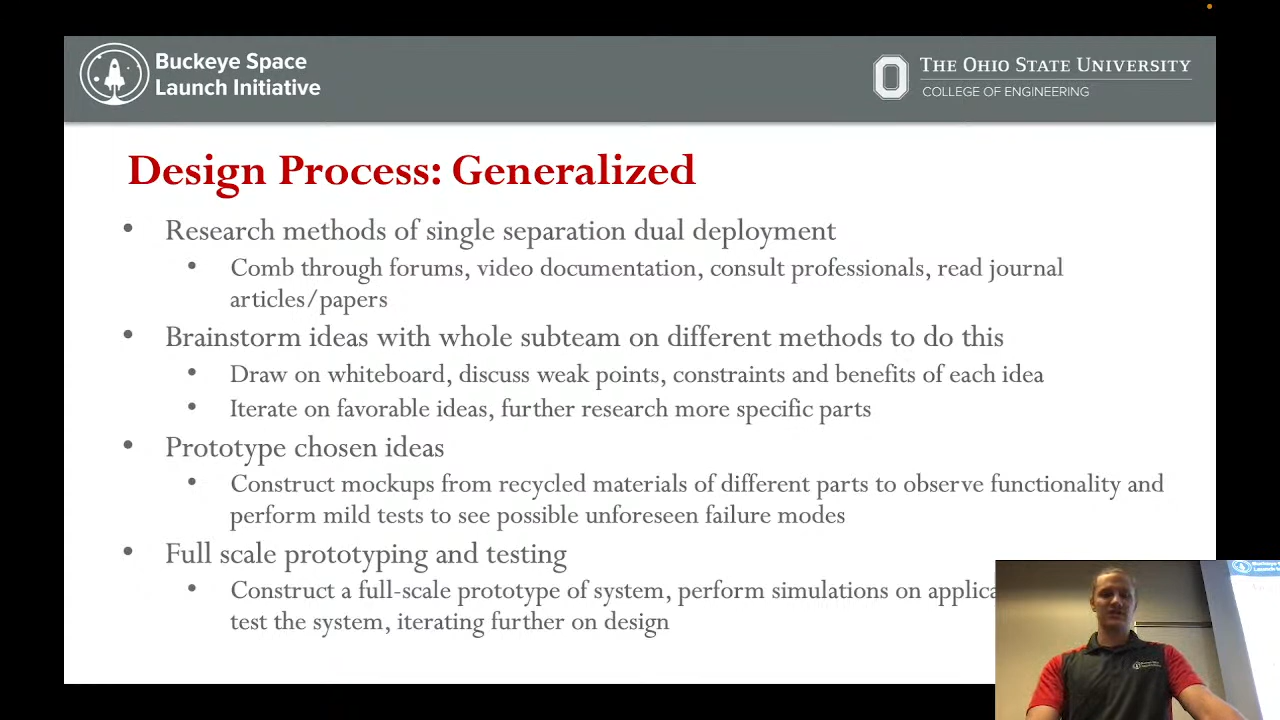 Buckeye Space
Launch Initiative
THE OHIO STATE UNIVERSITY
COLLEGE OF ENGINEERING
Design Process: Generalized
• Research methods of single separation dual deployment
• Comb through forums, video documentation, consult professionals, read journal
articles/papers
• Brainstorm ideas with whole subteam on different methods to do this
• Draw on whiteboard, discuss weak points, constraints and benefits of each idea
• Iterate on favorable ideas, further research more specific parts
• Prototype chosen ideas
• Construct mockups from recycled materials of different parts to observe functionality and
perform mild tests to see possible unforeseen failure modes
• Full scale prototyping and testing
• Construct a full-scale prototype of system, perform simulations on
test the system, iterating further on design
Buckeye Space